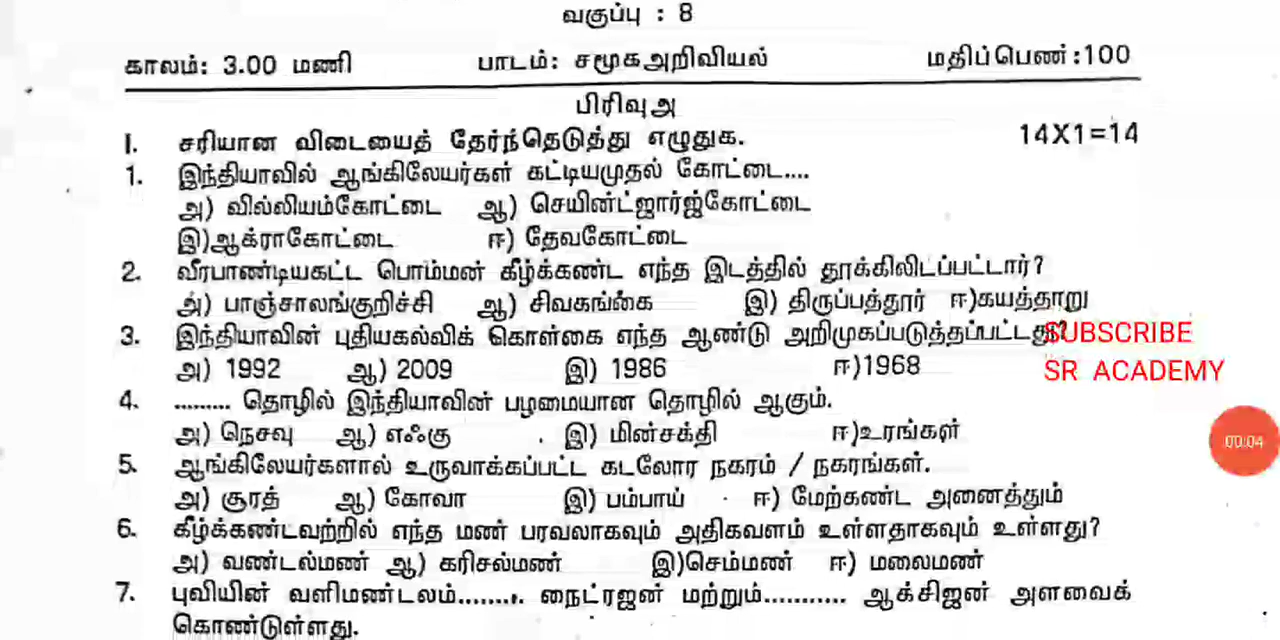 வகுப்பு : 8
காலம்: 3.00 மணி பாடம்: சமூகஅறிவியல் மதிப்பெண்:100
பிரிவுஅ
I. சரியான விடையைத் தேர்ந்தெடுத்து எழுதுக. 14X1=14
1. இந்தியாவில் ஆங்கிலேயர்கள் கட்டியமுதல் கோட்டை....
அ) வில்லியம்கோட்டை ஆ) செயின்ட்ஜார்ஜ்கோட்டை
இ)ஆக்ராகோட்டை ஈ) தேவகோட்டை
2. வீரபாண்டியகட்ட பொம்மன் கீழ்க்கண்ட எந்த இடத்தில் தூக்கிலிடப்பட்டார்?
அ) பாஞ்சாலங்குறிச்சி ஆ) சிவகங்கை இ) திருப்பத்தூர் ஈ)கயத்தாறு
3. இந்தியாவின் புதியகல்விக் கொள்கை எந்த ஆண்டு அறிமுகப்படுத்தப்பட்டது?
SUBSCRIBE
அ) 1992 ஆ) 2009 இ) 1986 ஈ)1968
SR ACADEMY
4. ......... தொழில் இந்தியாவின் பழமையான தொழில் ஆகும்.
அ) நெசவு ஆ) எஃகு இ) மின்சக்தி ஈ)உரங்கள்
00:04
5. ஆங்கிலேயர்களால் உருவாக்கப்பட்ட கடலோர நகரம் / நகரங்கள்.
அ) சூரத் ஆ) கோவா இ) பம்பாய் ஈ) மேற்கண்ட அனைத்தும்
6. கீழ்க்கண்டவற்றில் எந்த மண் பரவலாகவும் அதிகவளம் உள்ளதாகவும் உள்ளது?
அ) வண்டல்மண் ஆ) கரிசல்மண் இ)செம்மண் ஈ) மலைமண்
7. புவியின் வளிமண்டலம்........ நைட்ரஜன் மற்றும்........... ஆக்சிஜன் அளவைக்
கொண்டுள்ளது.